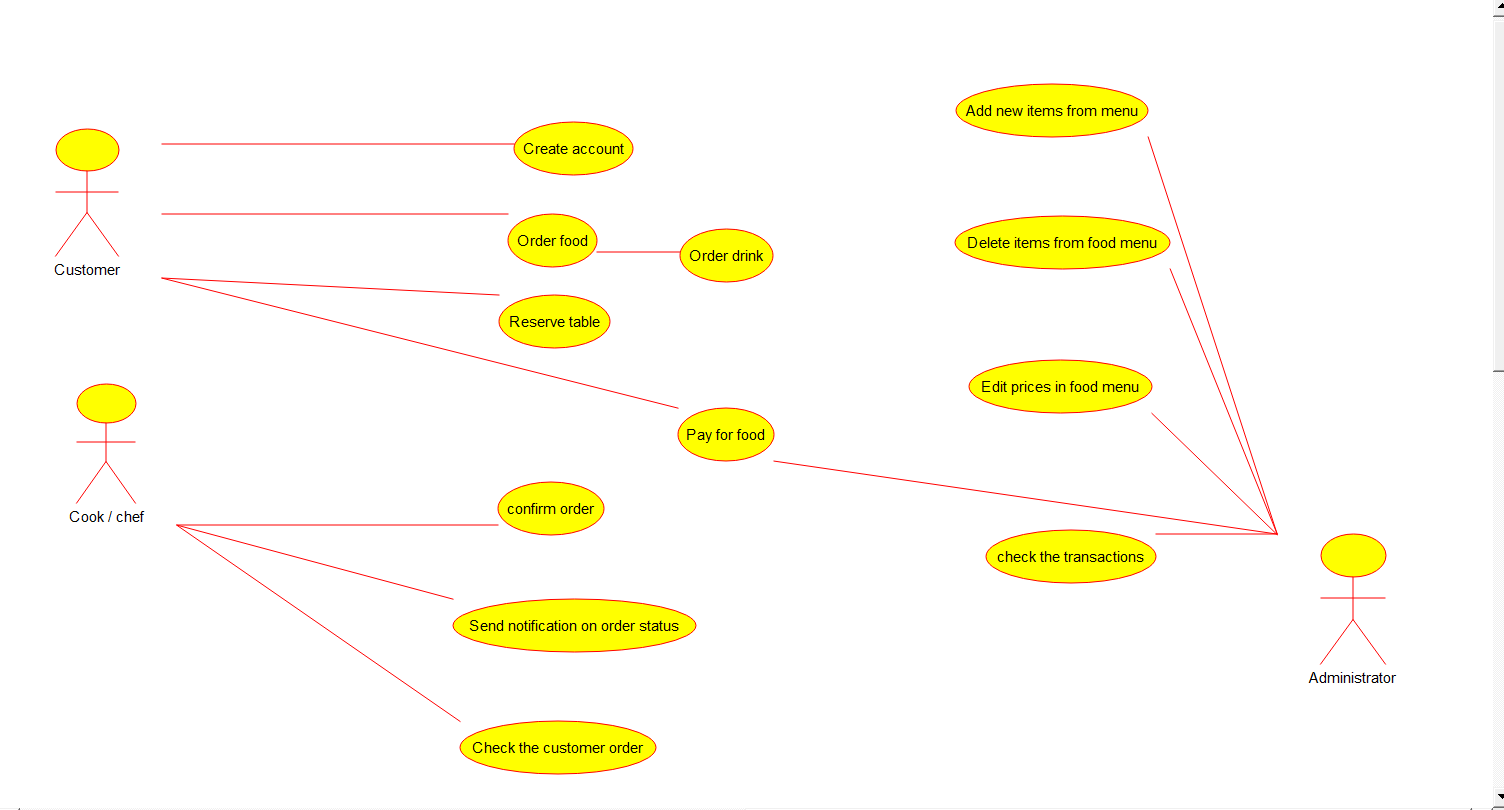 Add new items from menu
Create account
Order food
Delete items from food menu
Order drink
Customer
Reserve table
Edit prices in food menu
Pay for food
confirm order
Cook / chef
check the transactions
Send notification on order status
Administrator
Check the customer order